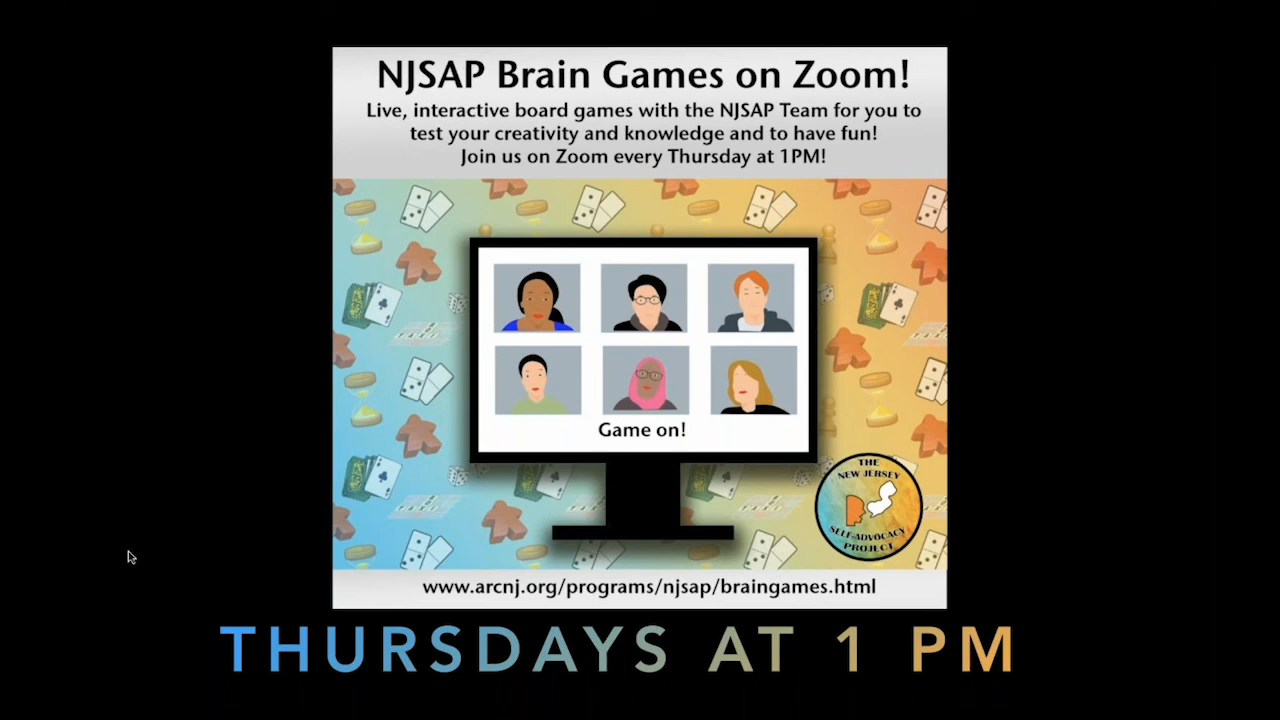 NJSAP Brain Games on Zoom!
Live, interactive board games with the NJSAP Team for you to
test your creativity and knowledge and to have fun!
Join us on Zoom every Thursday at 1PM!
Game on!
THE
NEW JERSEY
SELF-ADVOCACY
PROJECT
www.arcnj.org/programs/njsap/braingames.html
THURSDAYS AT 1 PM